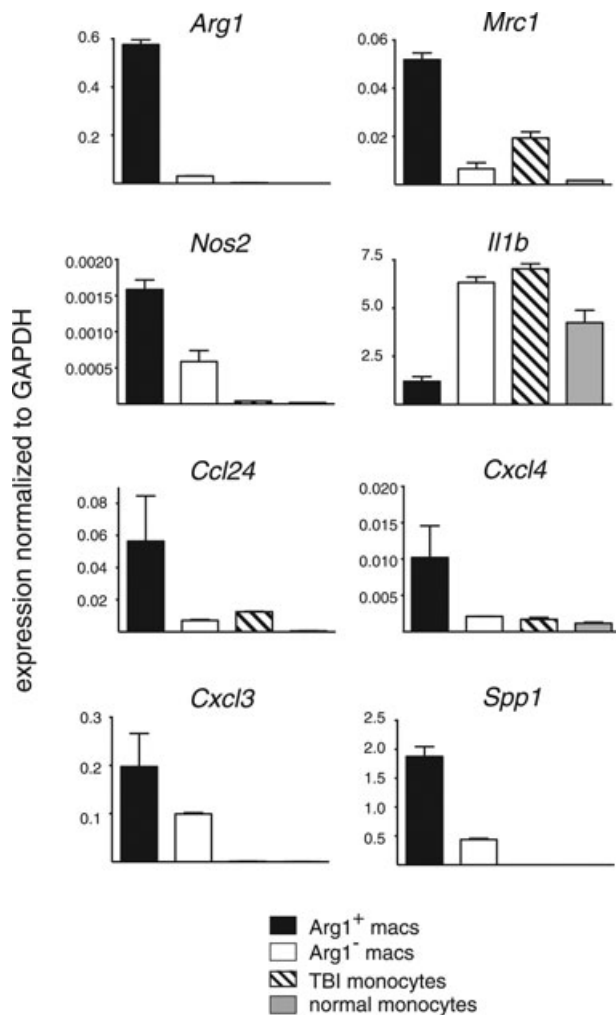 Arg1
Mrc1
0.6
0.4
0.2
0.06
0.04
0.02
Nos2
Il1b
0.0020
0.0015
0.0010
0.0005
7.5
5.0
2.5
expression normalized to GAPDH
Ccl24
Cxcl4
0.08
0.06
0.04
0.02
0.020
0.015
0.010
0.005
Cxcl3
Spp1
0.3
0.2
0.1
2.5
2.0
1.5
1.0
0.5
Arg1⁺ macs
Arg1⁻ macs
TBI monocytes
normal monocytes